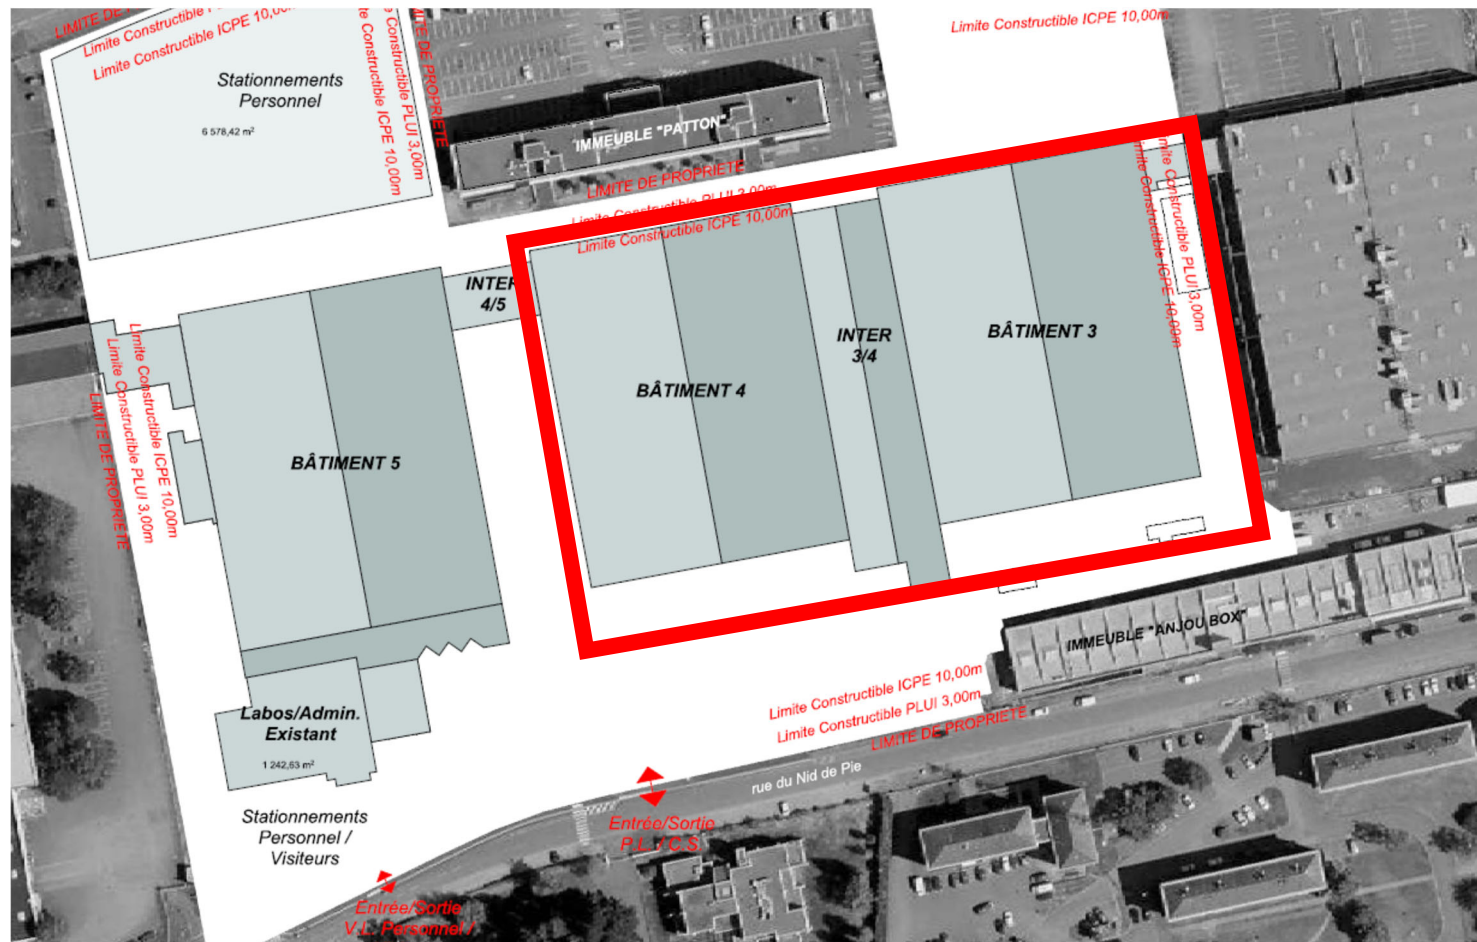 LIMITE DE
Limite Constructible
Limite Constructible ICPE 10,00m
Constructible PLUI 3,00m
Limite Constructible ICPE 10,00m
LIMITE DE PROPRIETE
Limite Constructible ICPE 10,00m
Stationnements
Personnel
6 578,42 m²
IMMEUBLE "PATTON"
LIMITE DE PROPRIETE
Limite Constructible PLUI 3,00m
Limite Constructible ICPE 10,00m
Limite Constructible PLUI 3,00m
Limite Constructible ICPE 10,00m
INTER
4/5
INTER
3/4
BÂTIMENT 3
BÂTIMENT 4
BÂTIMENT 5
Limite Constructible ICPE 10,00m
Limite Constructible PLUI 3,00m
LIMITE DE PROPRIETE
IMMEUBLE "ANJOU BOX"
Limite Constructible ICPE 10,00m
Limite Constructible PLUI 3,00m
LIMITE DE PROPRIETE
Labos/Admin.
Existant
1 242,63 m²
rue du Nid de Pie
Stationnements
Personnel /
Visiteurs
Entrée/Sortie
P.L. / C.S.
Entrée/Sortie
V.L. Personnel /